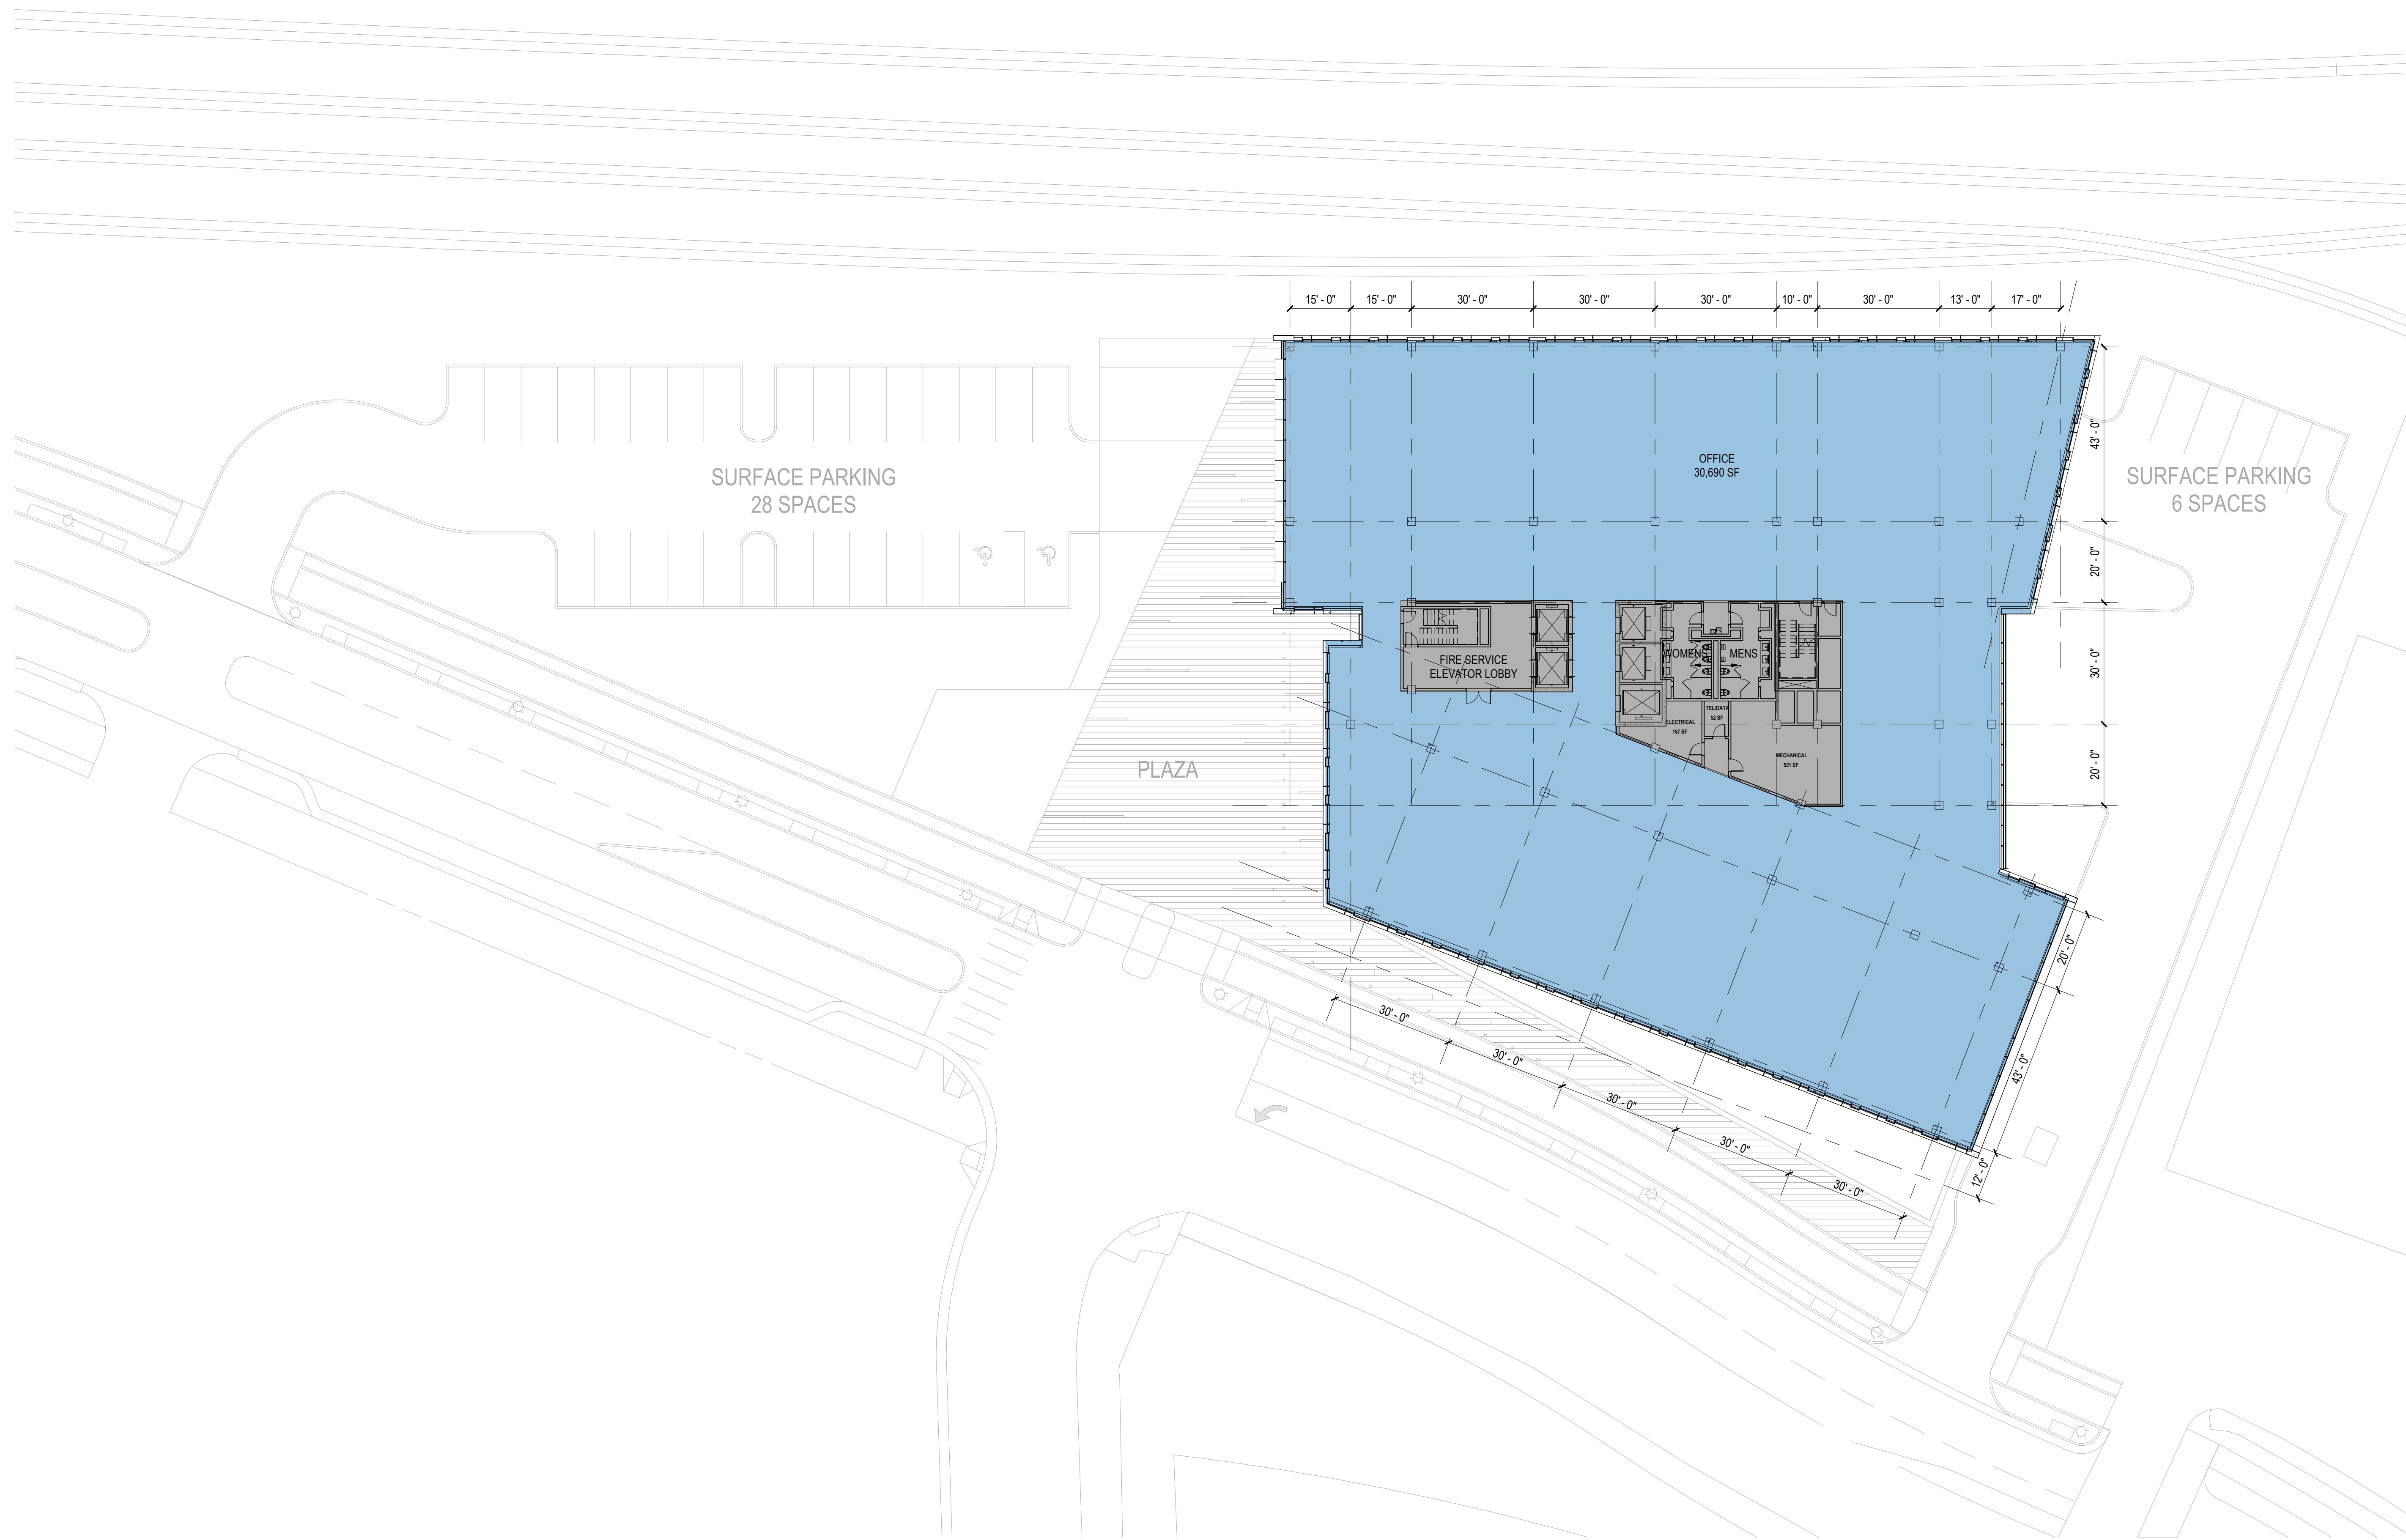 15' - 0"
15' - 0"
30' - 0"
30' - 0"
30' - 0"
10' - 0"
30' - 0"
13' - 0"
17' - 0"
43' - 0"
OFFICE
30,690 SF
SURFACE PARKING
28 SPACES
SURFACE PARKING
6 SPACES
20' - 0"
WOMENS
MENS
FIRE SERVICE
ELEVATOR LOBBY
30' - 0"
TEL/DATA
52 SF
ELECTRICAL
167 SF
MECHANICAL
521 SF
20' - 0"
PLAZA
20' - 0"
30' - 0"
30' - 0"
30' - 0"
30' - 0"
30' - 0"
43' - 0"
12' - 0"